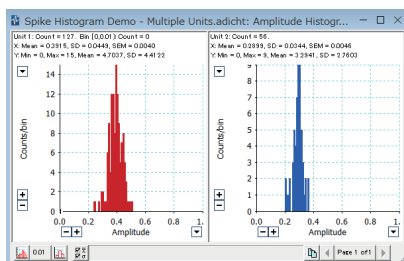 Spike Histogram Demo - Multiple Units.adicht: Amplitude Histogr...
Unit 1: Count = 127. Bin [0,0.01) Count = 0
X: Mean = 0.3915, SD = 0.0449, SEM = 0.0040
Y: Min = 0, Max = 15, Mean = 4.7037, SD = 4.4122
Unit 2: Count = 56.
X: Mean = 0.2899, SD = 0.0344, SEM = 0.0046
Y: Min = 0, Max = 9, Mean = 3.2941, SD = 2.7603
Counts/bin
14
12
10
8
6
4
2
0
0.0 0.2 0.4 0.6 0.8 1.
Amplitude
Counts/bin
9
8
7
6
5
4
3
2
1
0
0.0 0.2 0.4 0.6 0.8 1.
Amplitude
0.01
Page 1 of 1